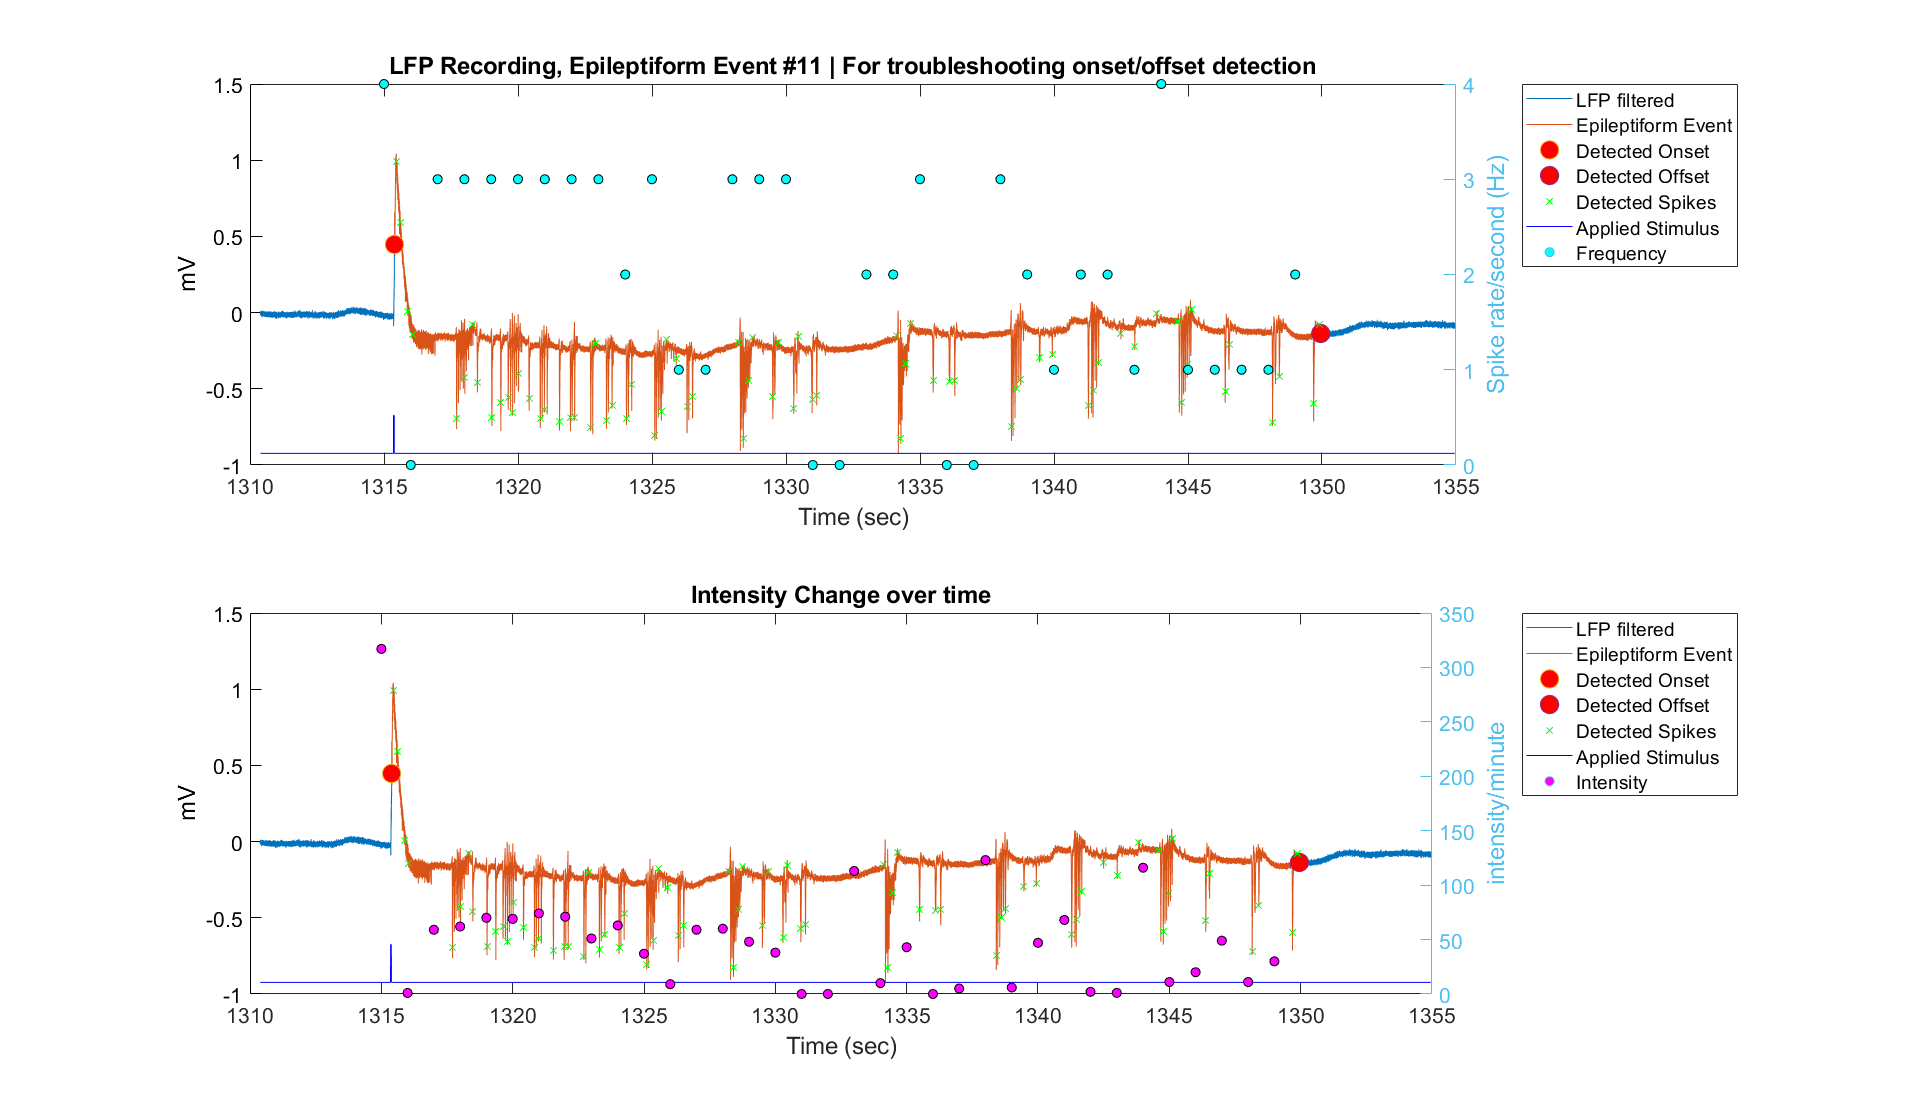 LFP Recording, Epileptiform Event #11 | For troubleshooting onset/offset detection
1.5
1
0.5
0
-0.5
-1
mV
1310 1315 1320 1325 1330 1335 1340 1345 1350 1355
Time (sec)
4
3
2
1
0
Spike rate/second (Hz)
LFP filtered
Epileptiform Event
Detected Onset
Detected Offset
Detected Spikes
Applied Stimulus
Frequency
Intensity Change over time
1.5
1
0.5
0
-0.5
-1
mV
1310 1315 1320 1325 1330 1335 1340 1345 1350 1355
Time (sec)
350
300
250
200
150
100
50
0
intensity/minute
LFP filtered
Epileptiform Event
Detected Onset
Detected Offset
Detected Spikes
Applied Stimulus
Intensity